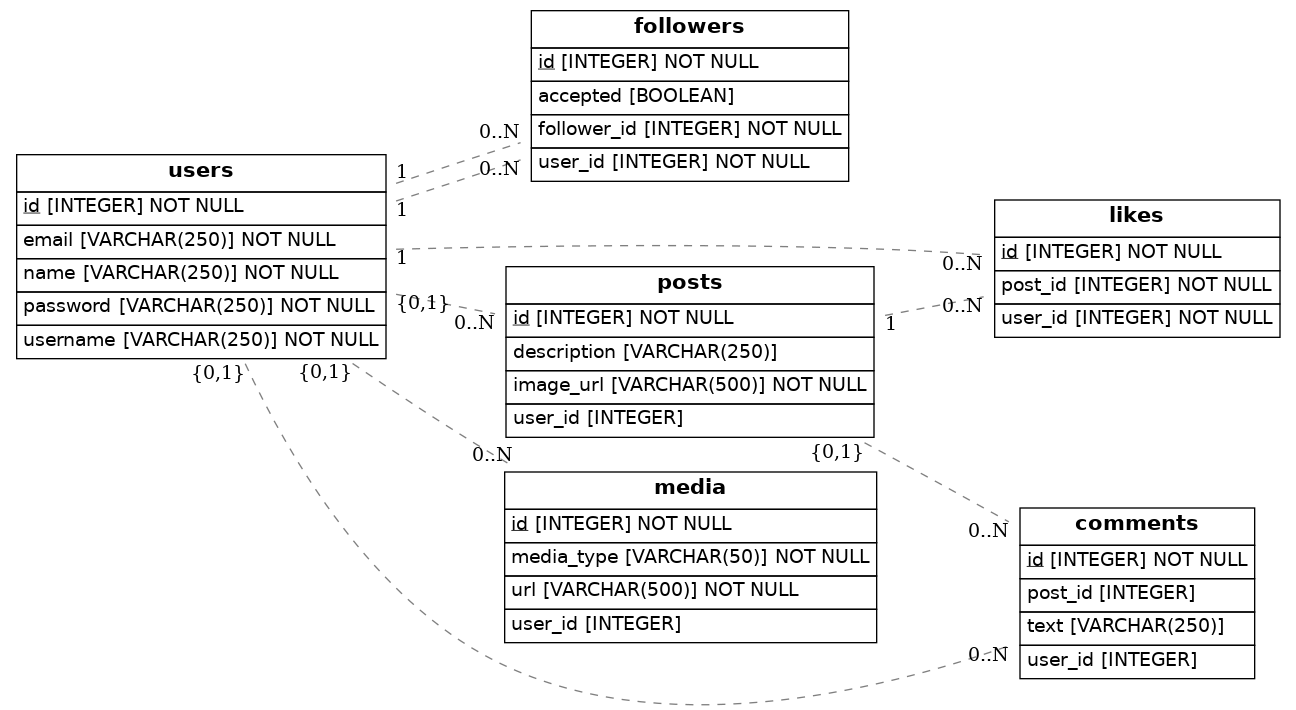 followers
id [INTEGER] NOT NULL
accepted [BOOLEAN]
follower_id [INTEGER] NOT NULL
user_id [INTEGER] NOT NULL
0..N
0..N
1
1
users
id [INTEGER] NOT NULL
email [VARCHAR(250)] NOT NULL
name [VARCHAR(250)] NOT NULL
password [VARCHAR(250)] NOT NULL
username [VARCHAR(250)] NOT NULL
1
0..N
{0,1}
0..N
{0,1}
{0,1}
likes
id [INTEGER] NOT NULL
post_id [INTEGER] NOT NULL
user_id [INTEGER] NOT NULL
posts
id [INTEGER] NOT NULL
description [VARCHAR(250)]
image_url [VARCHAR(500)] NOT NULL
user_id [INTEGER]
1
0..N
{0,1}
0..N
0..N
media
id [INTEGER] NOT NULL
media_type [VARCHAR(50)] NOT NULL
url [VARCHAR(500)] NOT NULL
user_id [INTEGER]
comments
id [INTEGER] NOT NULL
post_id [INTEGER]
text [VARCHAR(250)]
user_id [INTEGER]
0..N